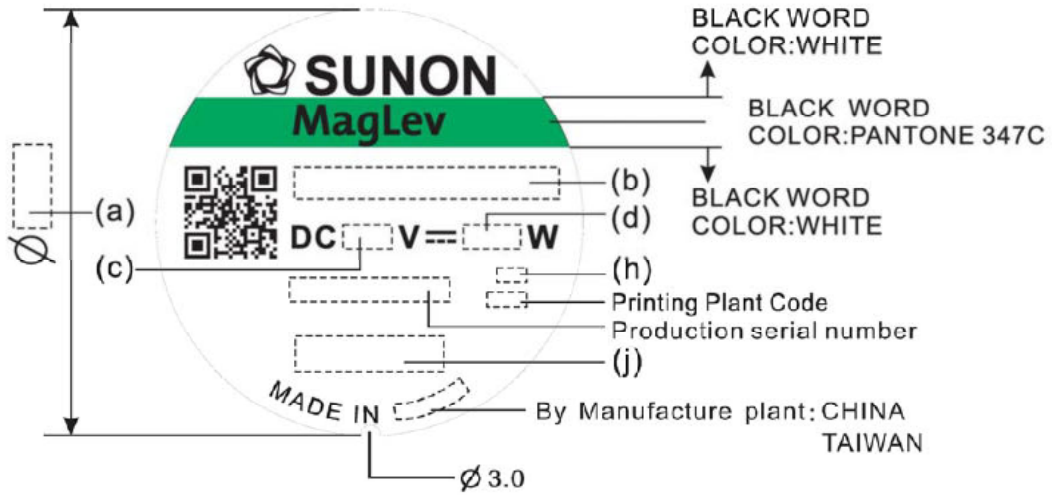 BLACK WORD
COLOR:WHITE
SUNON
MagLev
BLACK WORD
COLOR:PANTONE 347C
(b)
BLACK WORD
COLOR:WHITE
(a)
Ø
(d)
DC V⎓ W
(c)
(h)
Printing Plant Code
Production serial number
(j)
MADE IN
By Manufacture plant: CHINA
TAIWAN
Ø 3.0